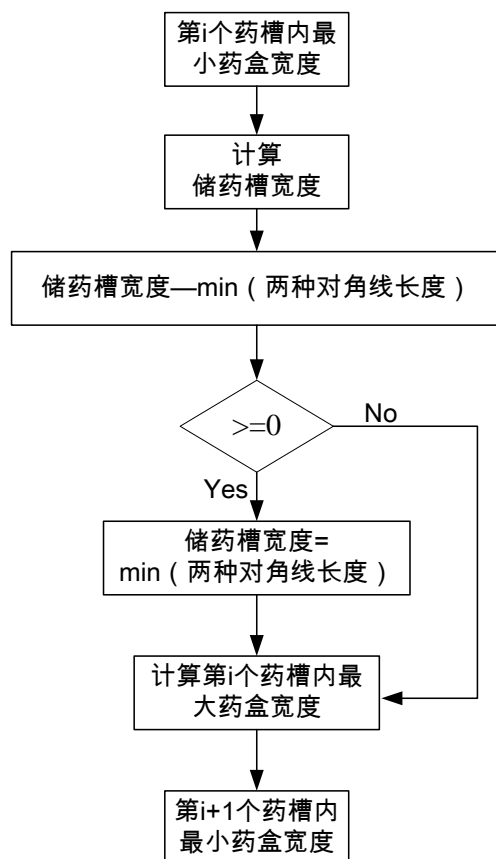 第i个药槽内最
小药盒宽度
计算
储药槽宽度
储药槽宽度—min（两种对角线长度）
>=0
No
Yes
储药槽宽度=
min（两种对角线长度）
计算第i个药槽内最
大药盒宽度
第i+1个药槽内
最小药盒宽度